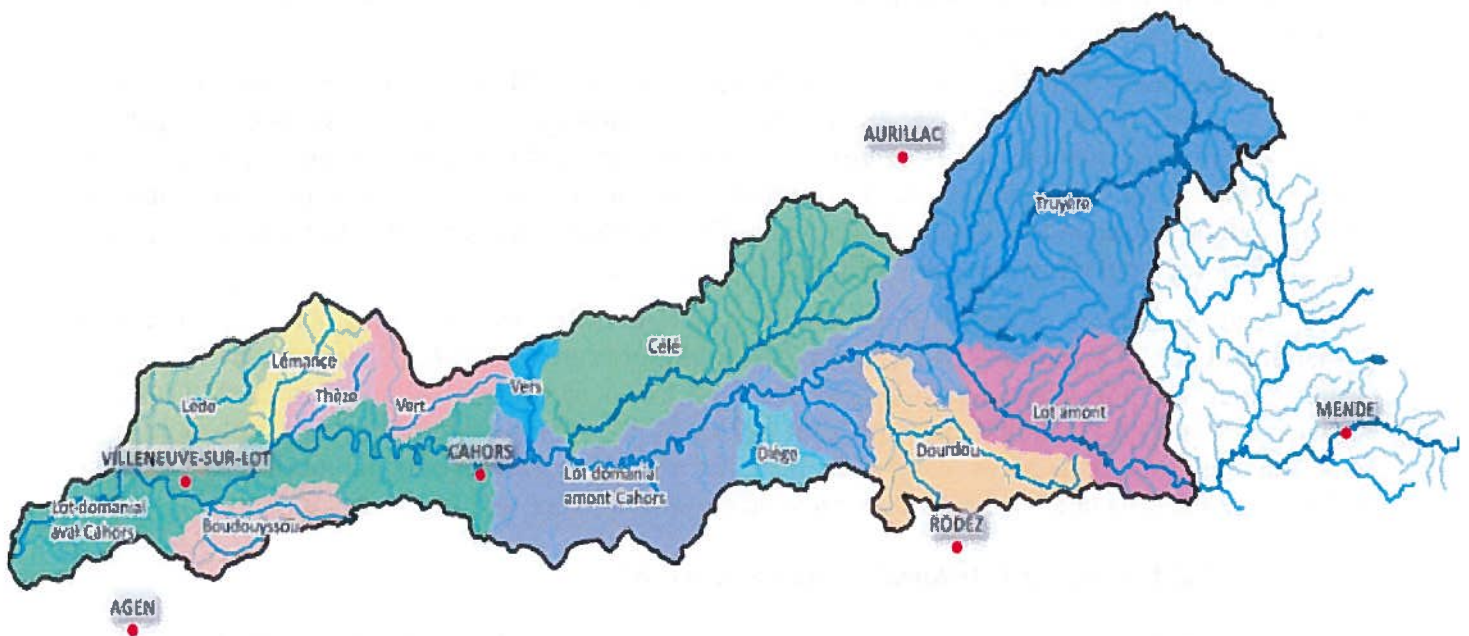 AURILLAC
Truyère
Célé
Lémance
Vers
Thèze
Lède
Vert
Lot amont
MENDE
VILLENEUVE-SUR-LOT
CAHORS
Diège
Dourdou
Lot domanial
amont Cahors
Lot domanial
aval Cahors
Boudouyssou
RODEZ
AGEN